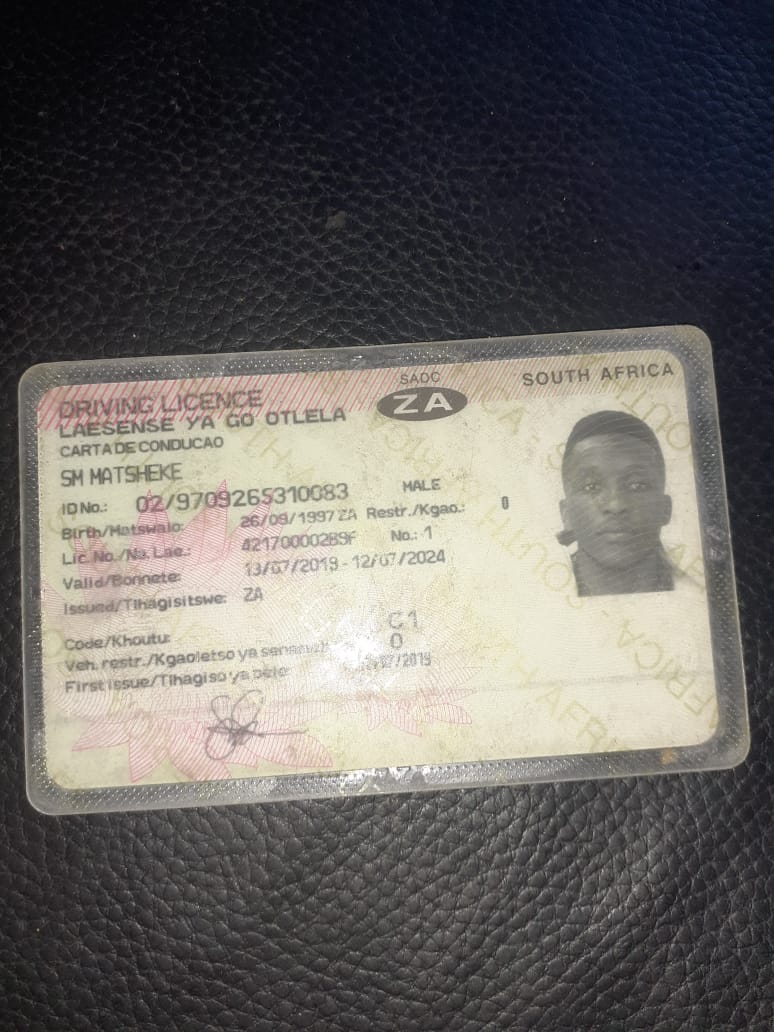 SADC
ZA
SOUTH AFRICA
DRIVING LICENCE
LAESENSE YA GO OTLELA
CARTA DE CONDUCAO
SM MATSHEKE
ID No.: 02/9709265310083 MALE
Birth/Matswalo: 26/09/1997 ZA Restr./Kgao.: 0
Lic. No./No. Lae.: No.: 1
Valid/Bonnete: 13/07/2019 - 12/07/2024
Issued/Tlhagisitswe: ZA
Code/Khoutu: C1
Veh. restr./Kgaoletso ya 0
First issue/Tlhagiso ya /2019